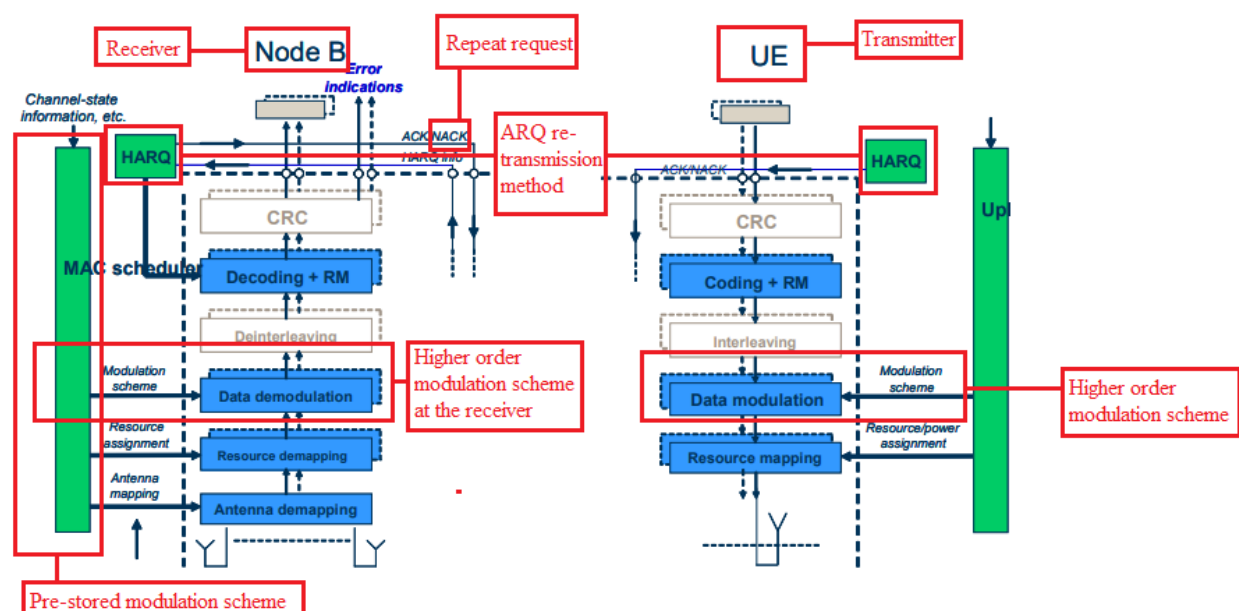 Receiver
Node B
Repeat request
UE
Transmitter
Error
indications
Channel-state
information, etc.
ACK/NACK
HARQ
HARQ info
ARQ re-
transmission
method
ACK/NACK
HARQ
CRC
CRC
Upl
MAC scheduler
Decoding + RM
Coding + RM
Deinterleaving
Interleaving
Modulation
scheme
Data demodulation
Higher order
modulation scheme
at the receiver
Data modulation
Modulation
scheme
Higher order
modulation scheme
Resource
assignment
Resource demapping
Resource mapping
Resource/power
assignment
Antenna
mapping
Antenna demapping
Pre-stored modulation scheme